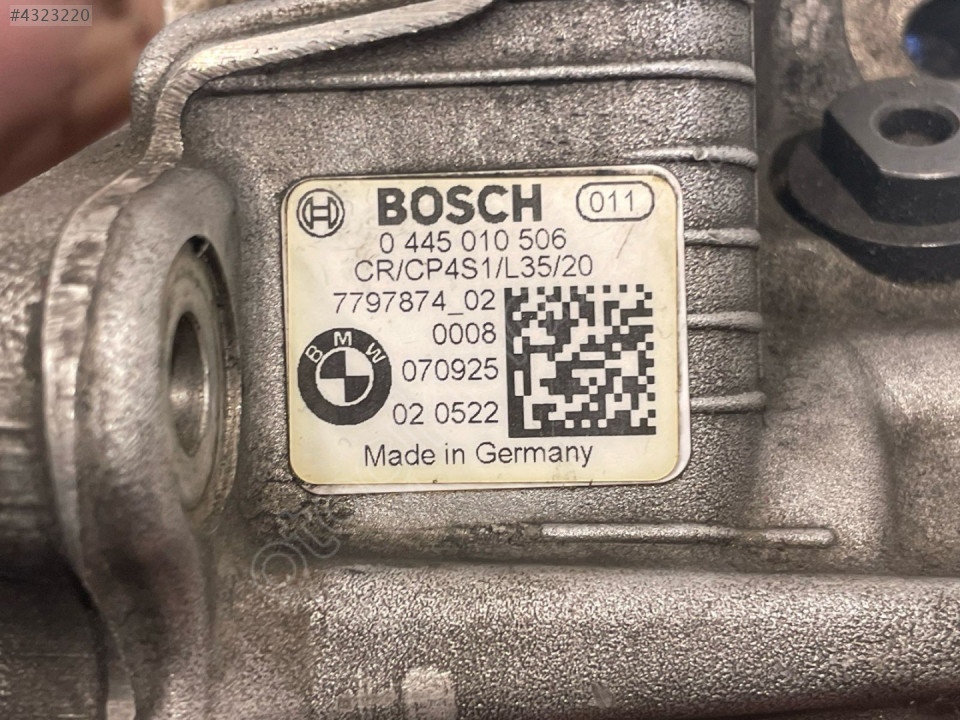 #4323220
BOSCH 011
0 445 010 506
CR/CP4S1/L35/20
7797874_02
0008
BMW
070925
02 0522
Made in Germany